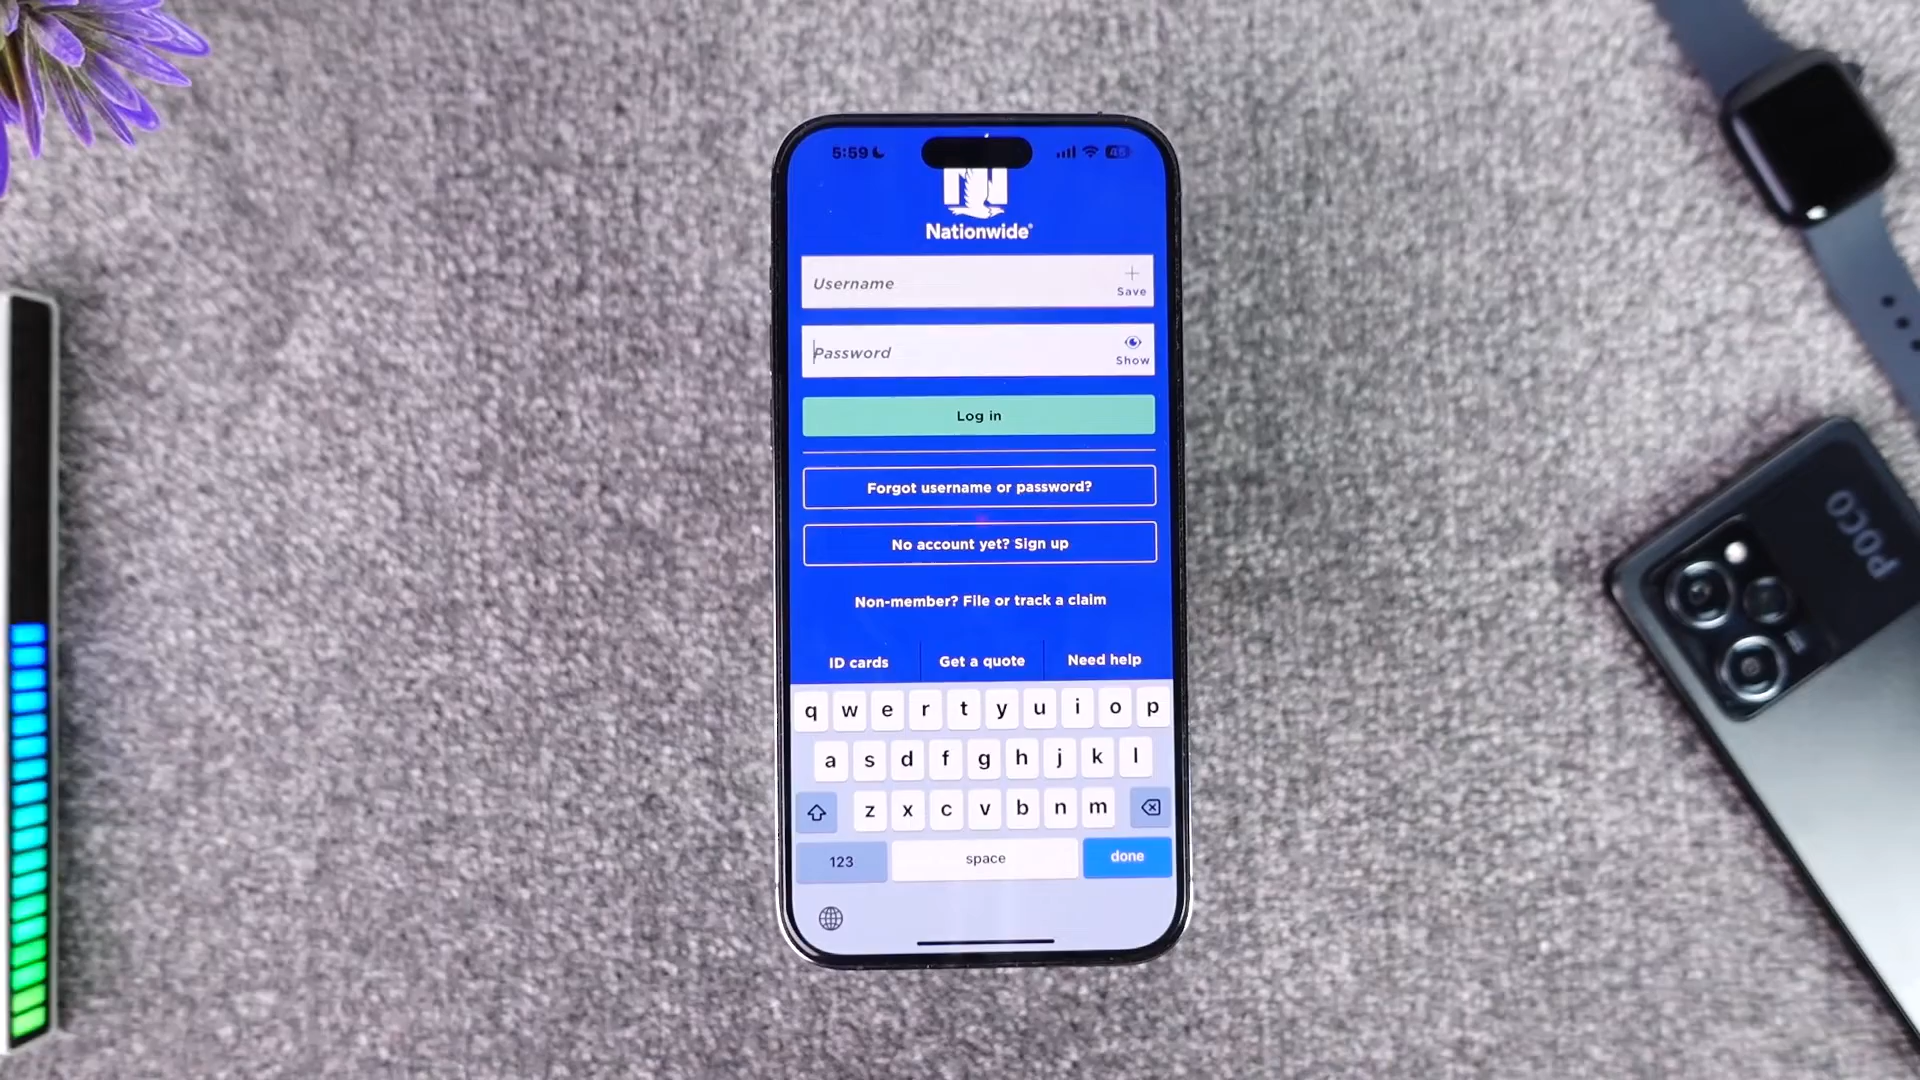 5:59
45
Nationwide®
Username
Save
Password
Show
Log in
Forgot username or password?
No account yet? Sign up
Non-member? File or track a claim
ID cards
Get a quote
Need help
q w e r t y u i o p
a s d f g h j k l
z x c v b n m
123
space
done
POCO